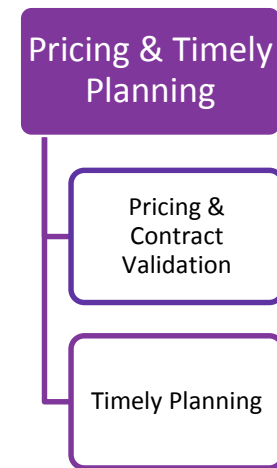 Pricing & Timely
Planning
Pricing &
Contract
Validation
Timely Planning